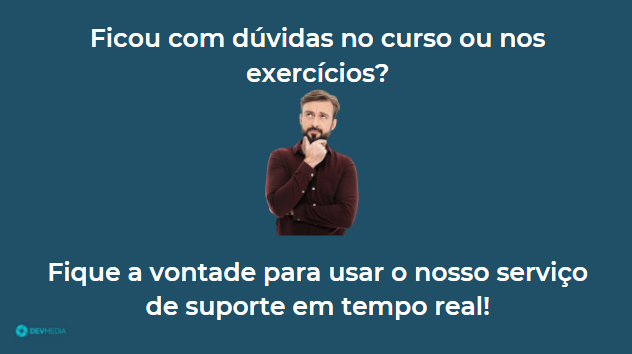 Ficou com dúvidas no curso ou nos
exercícios?
Fique a vontade para usar o nosso serviço
de suporte em tempo real!
DEVMEDIA